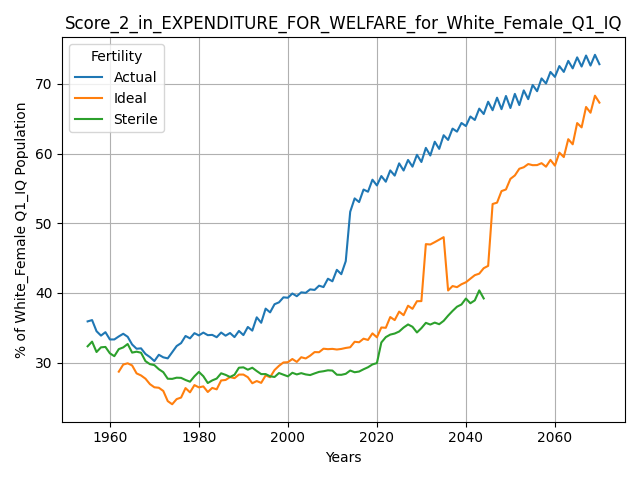 Score_2_in_EXPENDITURE_FOR_WELFARE_for_White_Female_Q1_IQ
Fertility
Actual
Ideal
Sterile
% of White_Female Q1_IQ Population
70
60
50
40
30
1960
1980
2000
2020
2040
2060
Years